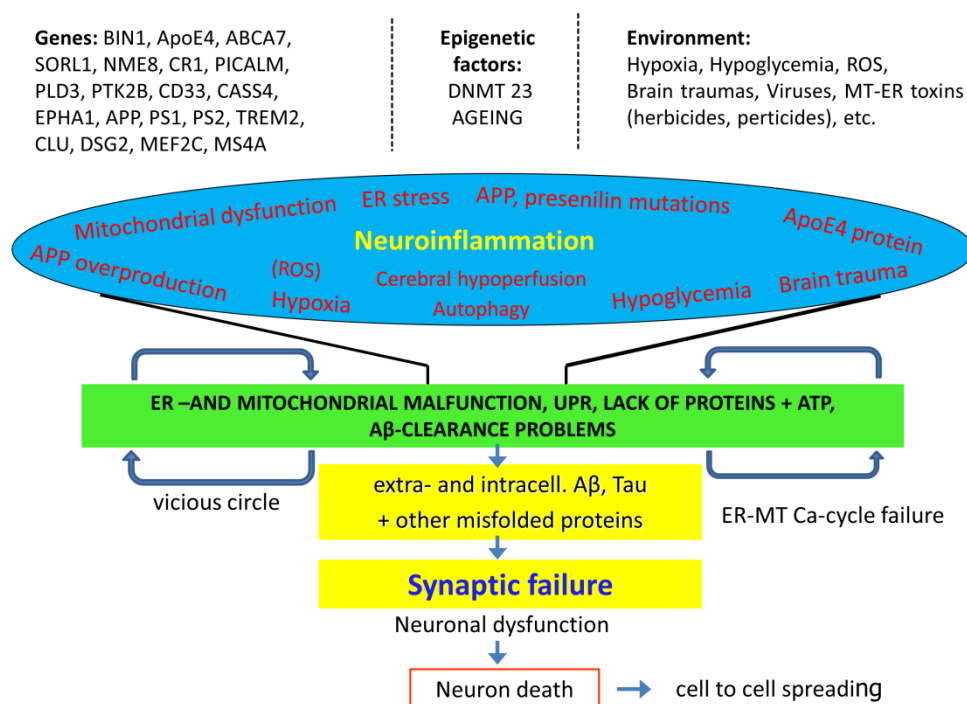 Genes: BIN1, ApoE4, ABCA7,
SORL1, NME8, CR1, PICALM,
PLD3, PTK2B, CD33, CASS4,
EPHA1, APP, PS1, PS2, TREM2,
CLU, DSG2, MEF2C, MS4A
Epigenetic
factors:
DNMT 23
AGEING
Environment:
Hypoxia, Hypoglycemia, ROS,
Brain traumas, Viruses, MT-ER toxins
(herbicides, perticides), etc.
Mitochondrial dysfunction
ER stress
APP, presenilin mutations
ApoE4 protein
Neuroinflammation
APP overproduction
(ROS)
Hypoxia
Cerebral hypoperfusion
Autophagy
Hypoglycemia
Brain trauma
ER –AND MITOCHONDRIAL MALFUNCTION, UPR, LACK OF PROTEINS + ATP,
Aβ-CLEARANCE PROBLEMS
vicious circle
extra- and intracell. Aβ, Tau
+ other misfolded proteins
ER-MT Ca-cycle failure
Synaptic failure
Neuronal dysfunction
Neuron death
cell to cell spreading